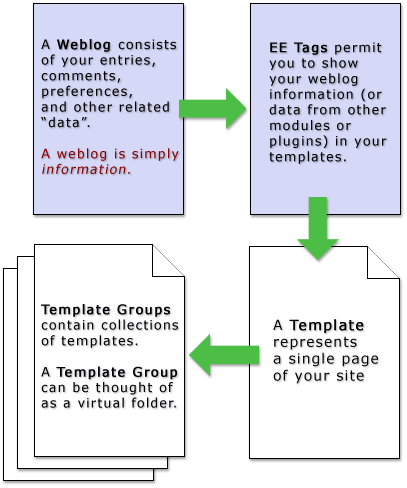 A Weblog consists
of your entries,
comments,
preferences,
and other related
“data”.
A weblog is simply
information.
EE Tags permit
you to show
your weblog
information (or
data from other
modules or
plugins) in your
templates.
A Template
represents
a single page
of your site
Template Groups
contain collections
of templates.
A Template Group
can be thought of
as a virtual folder.